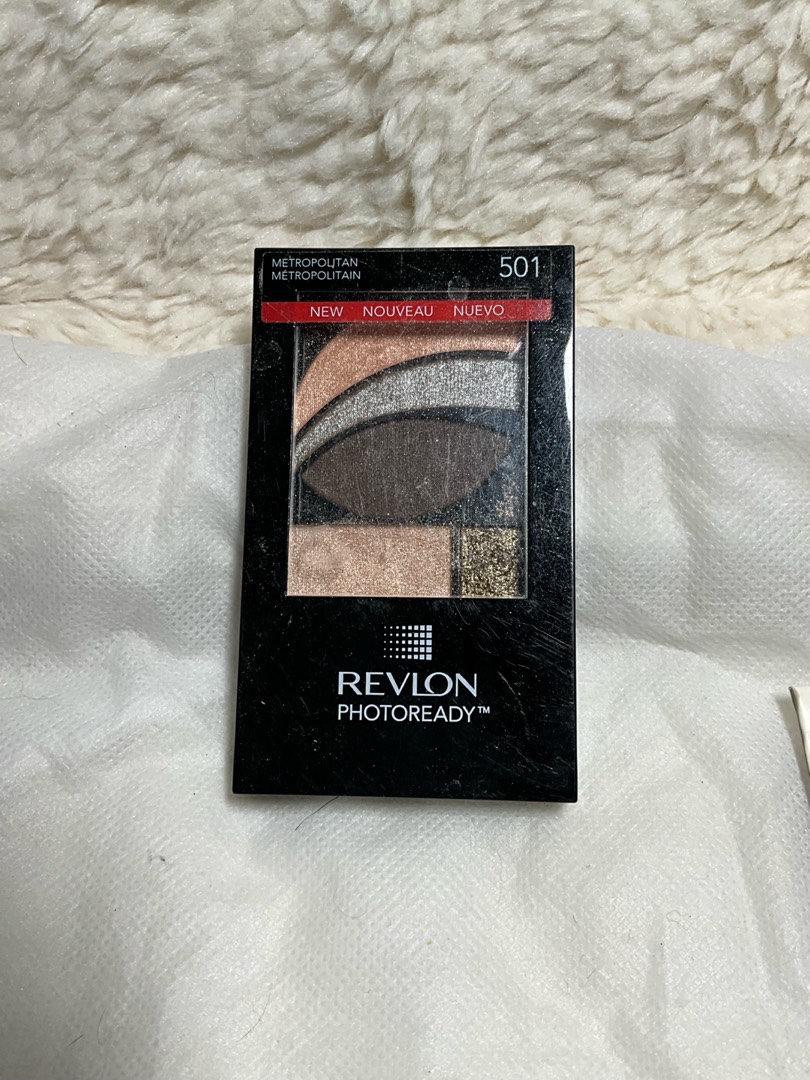 METROPOLITAN
MÉTROPOLITAIN
501
NEW NOUVEAU NUEVO
REVLON
PHOTOREADY™